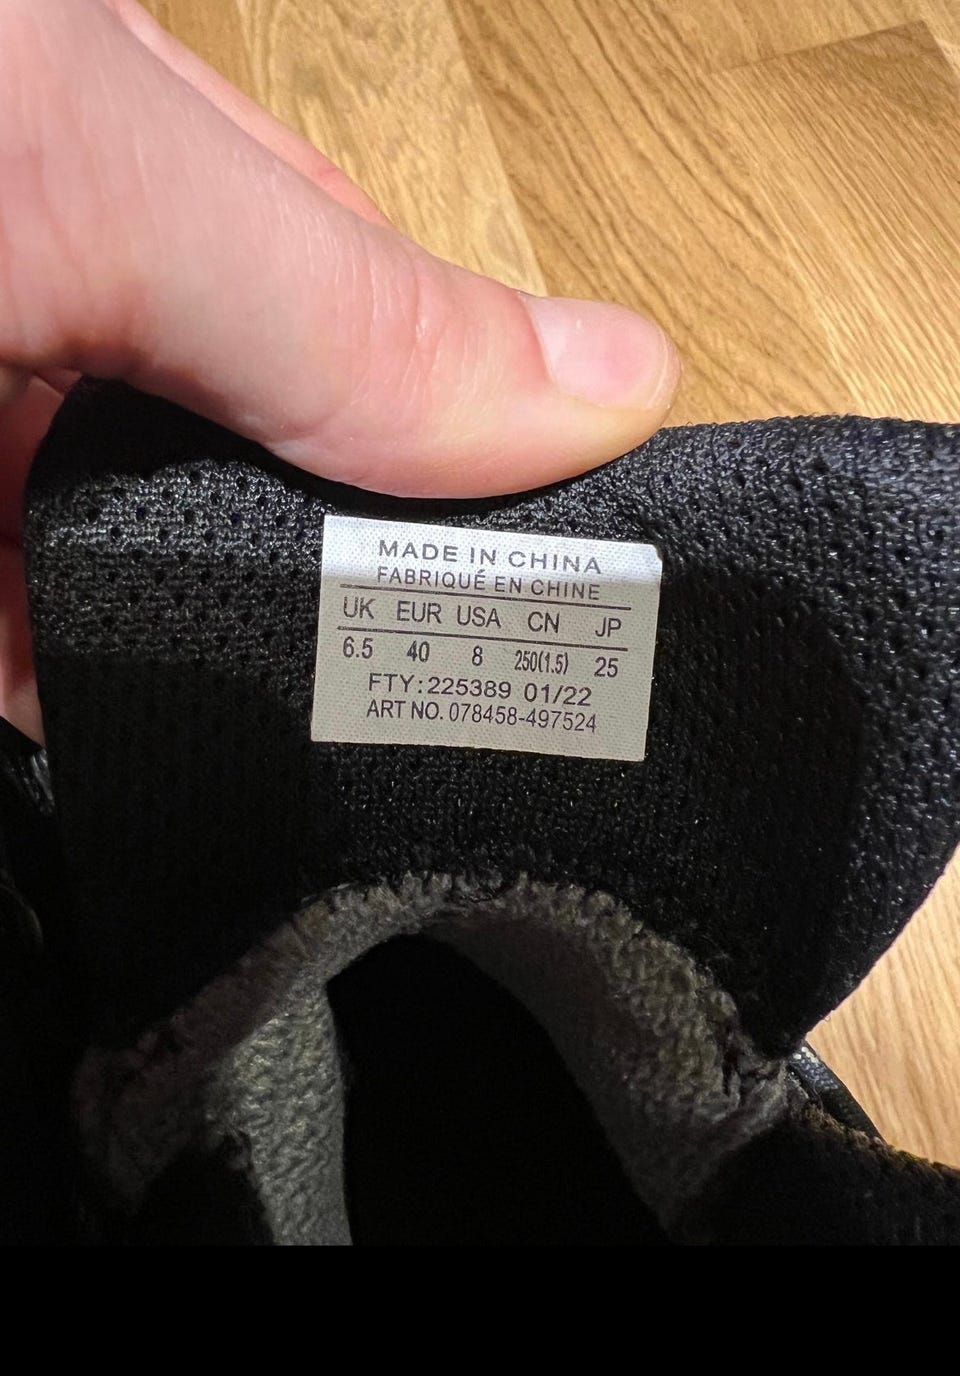 MADE IN CHINA
FABRIQUÉ EN CHINE
UK EUR USA CN JP
6.5 40 8 250(1.5) 25
FTY:225389 01/22
ART NO. 078458-497524